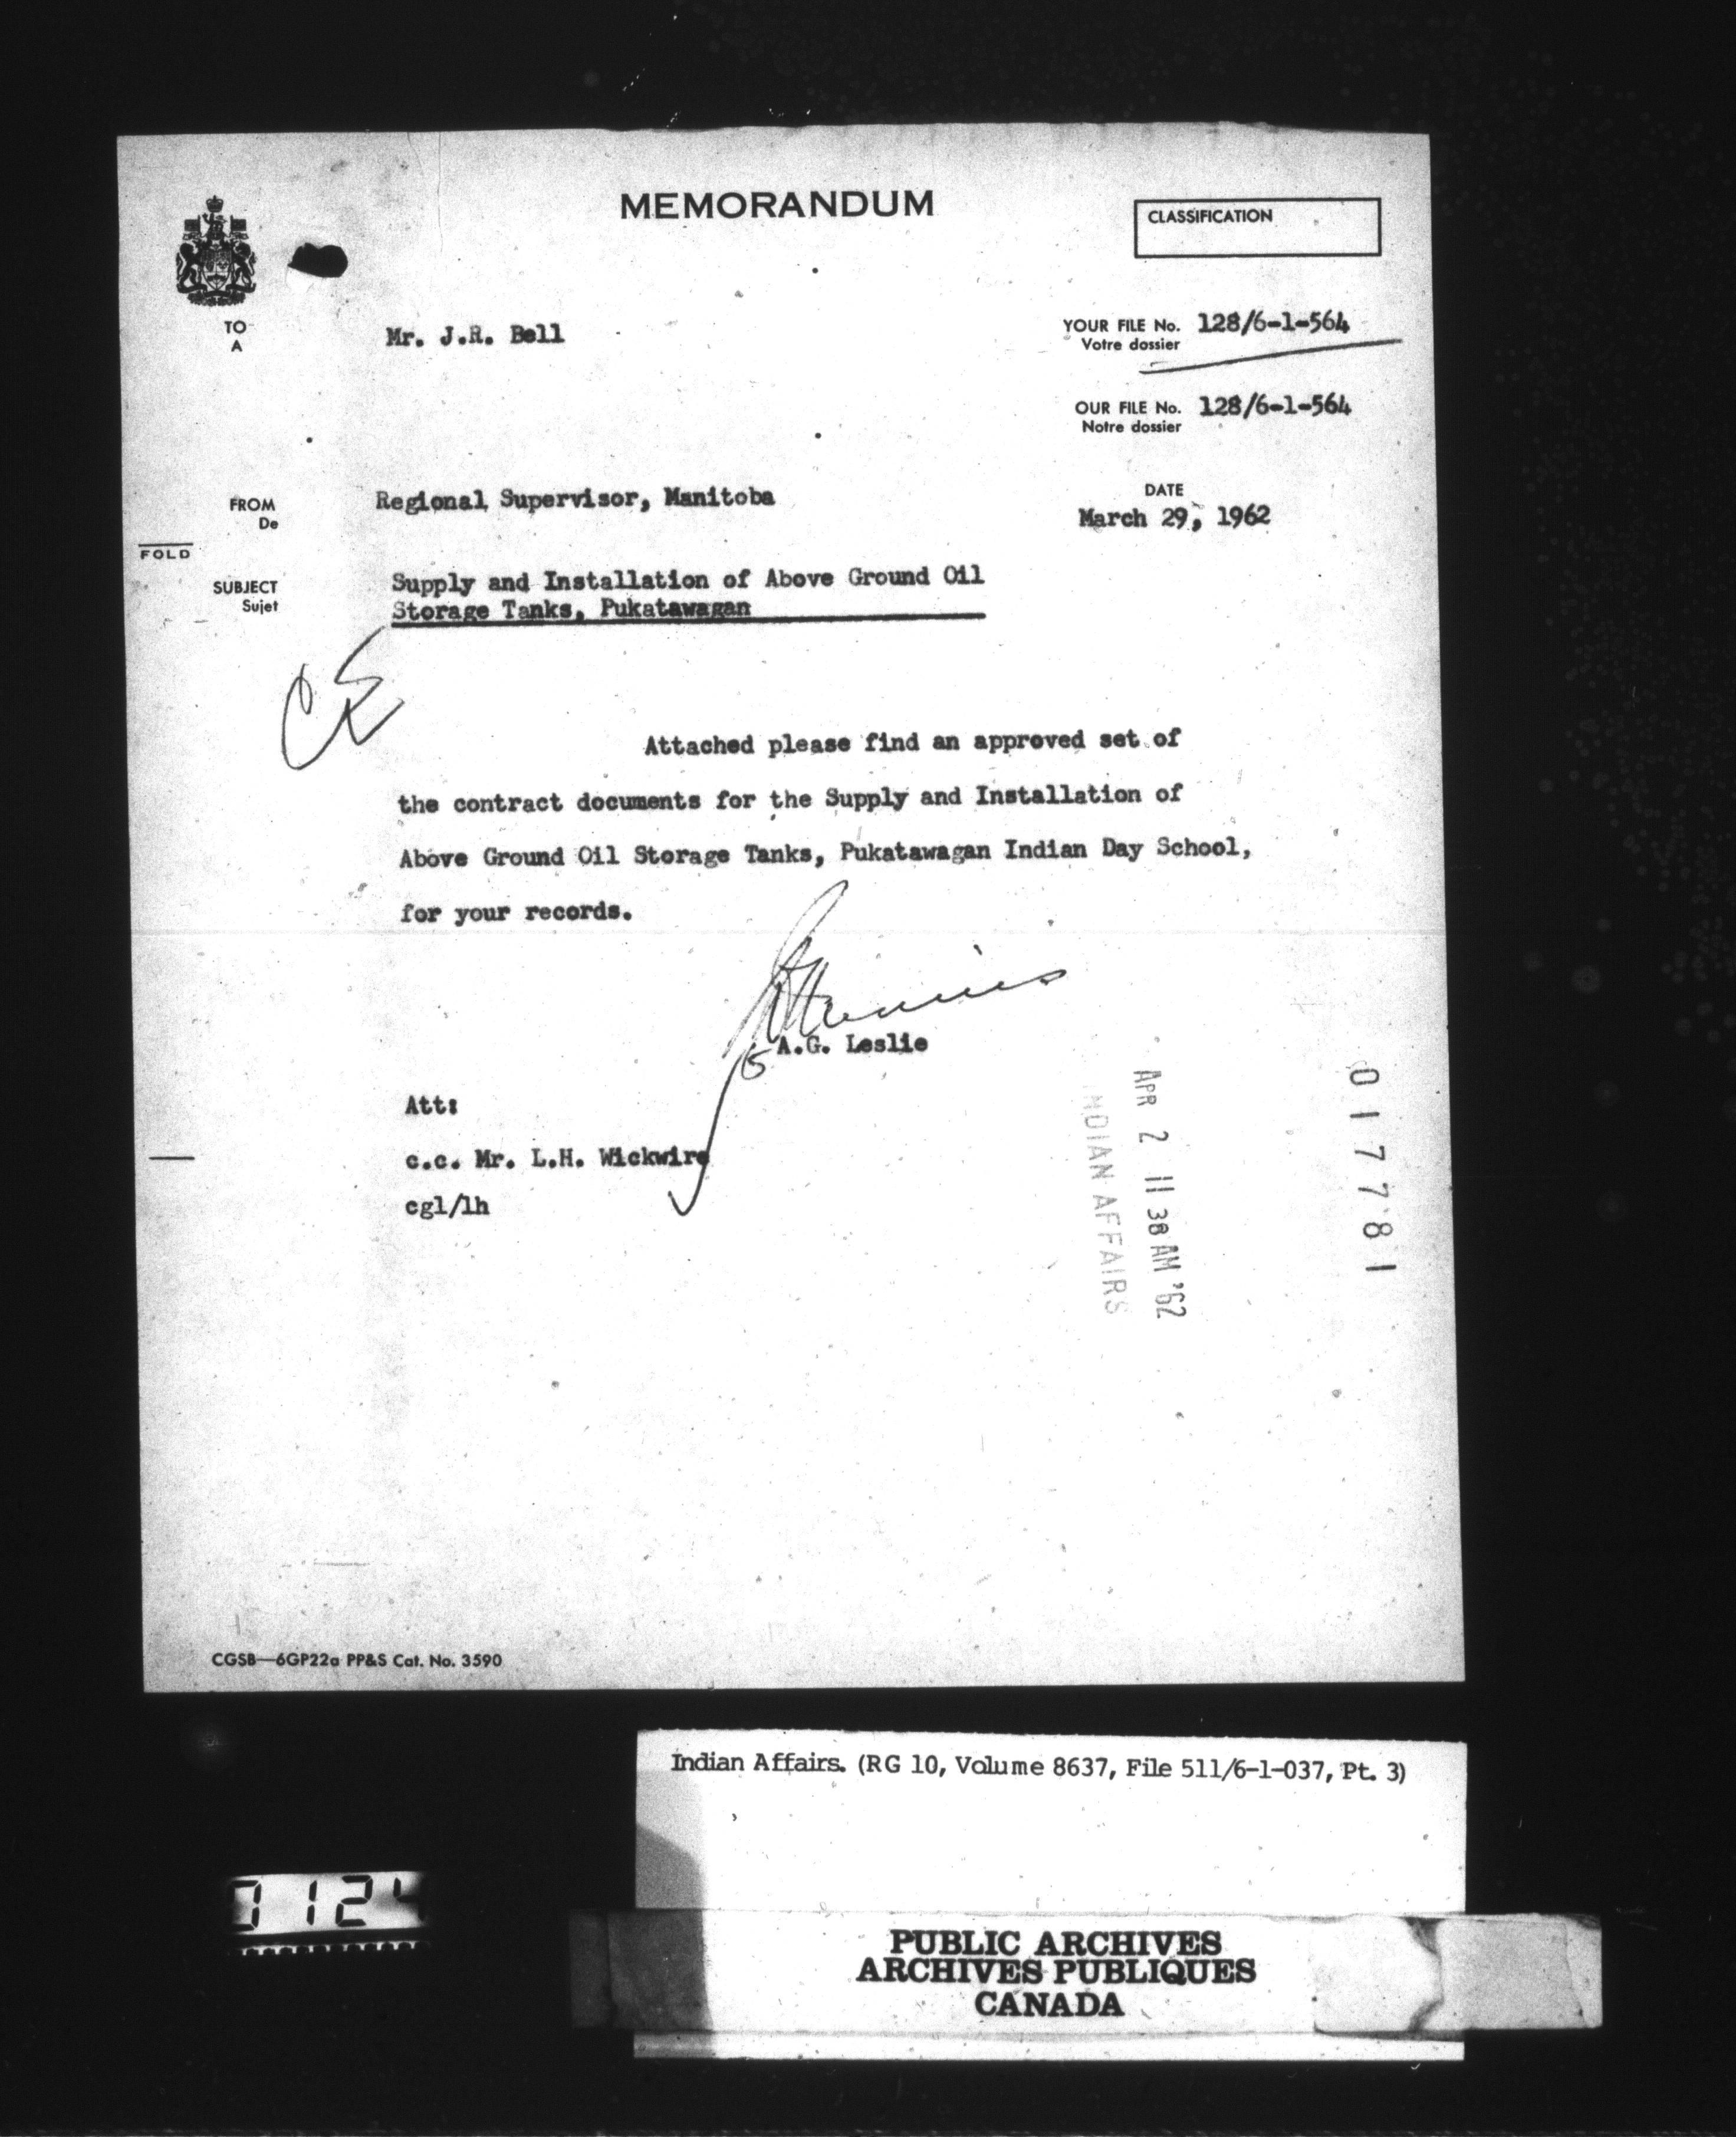 MEMORANDUM
CLASSIFICATION
TO
A
Mr. J.R. Bell
YOUR FILE No. 128/6-1-564
Votre dossier
OUR FILE No. 128/6-1-564
Notre dossier
FROM
De
Regional Supervisor, Manitoba
DATE
March 29, 1962
FOLD
SUBJECT
Sujet
Supply and Installation of Above Ground Oil
Storage Tanks, Pukatawagan
CE
Attached please find an approved set of
the contract documents for the Supply and Installation of
Above Ground Oil Storage Tanks, Pukatawagan Indian Day School,
for your records.
A.G. Leslie
Att:
c.c. Mr. L.H. Wickwire
cgl/lh
APR 2 11 38 AM '62
INDIAN AFFAIRS
017781
CGSB—6GP22a PP&S Cat. No. 3590
Indian Affairs. (RG 10, Volume 8637, File 511/6-1-037, Pt. 3)
0124
PUBLIC ARCHIVES
ARCHIVES PUBLIQUES
CANADA